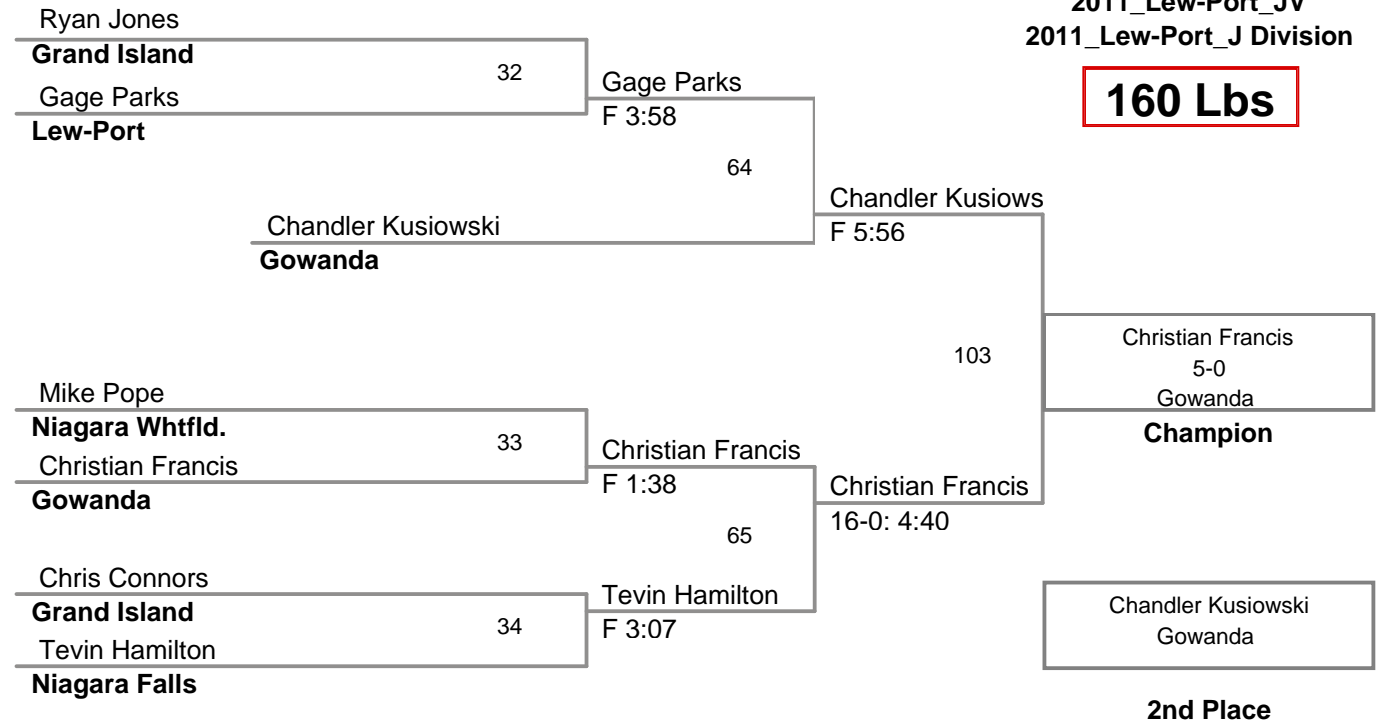 2011_Lew-Port_JV
2011_Lew-Port_J Division
160 Lbs
Ryan Jones
Grand Island
32
Gage Parks
Lew-Port
Gage Parks
F 3:58
64
Chandler Kusiowski
Gowanda
Chandler Kusiows
F 5:56
103
Mike Pope
Niagara Whtfld.
33
Christian Francis
Gowanda
Christian Francis
F 1:38
65
Christian Francis
16-0: 4:40
Chris Connors
Grand Island
34
Tevin Hamilton
Niagara Falls
Tevin Hamilton
F 3:07
Christian Francis
5-0
Gowanda
Champion
Chandler Kusiowski
Gowanda
2nd Place